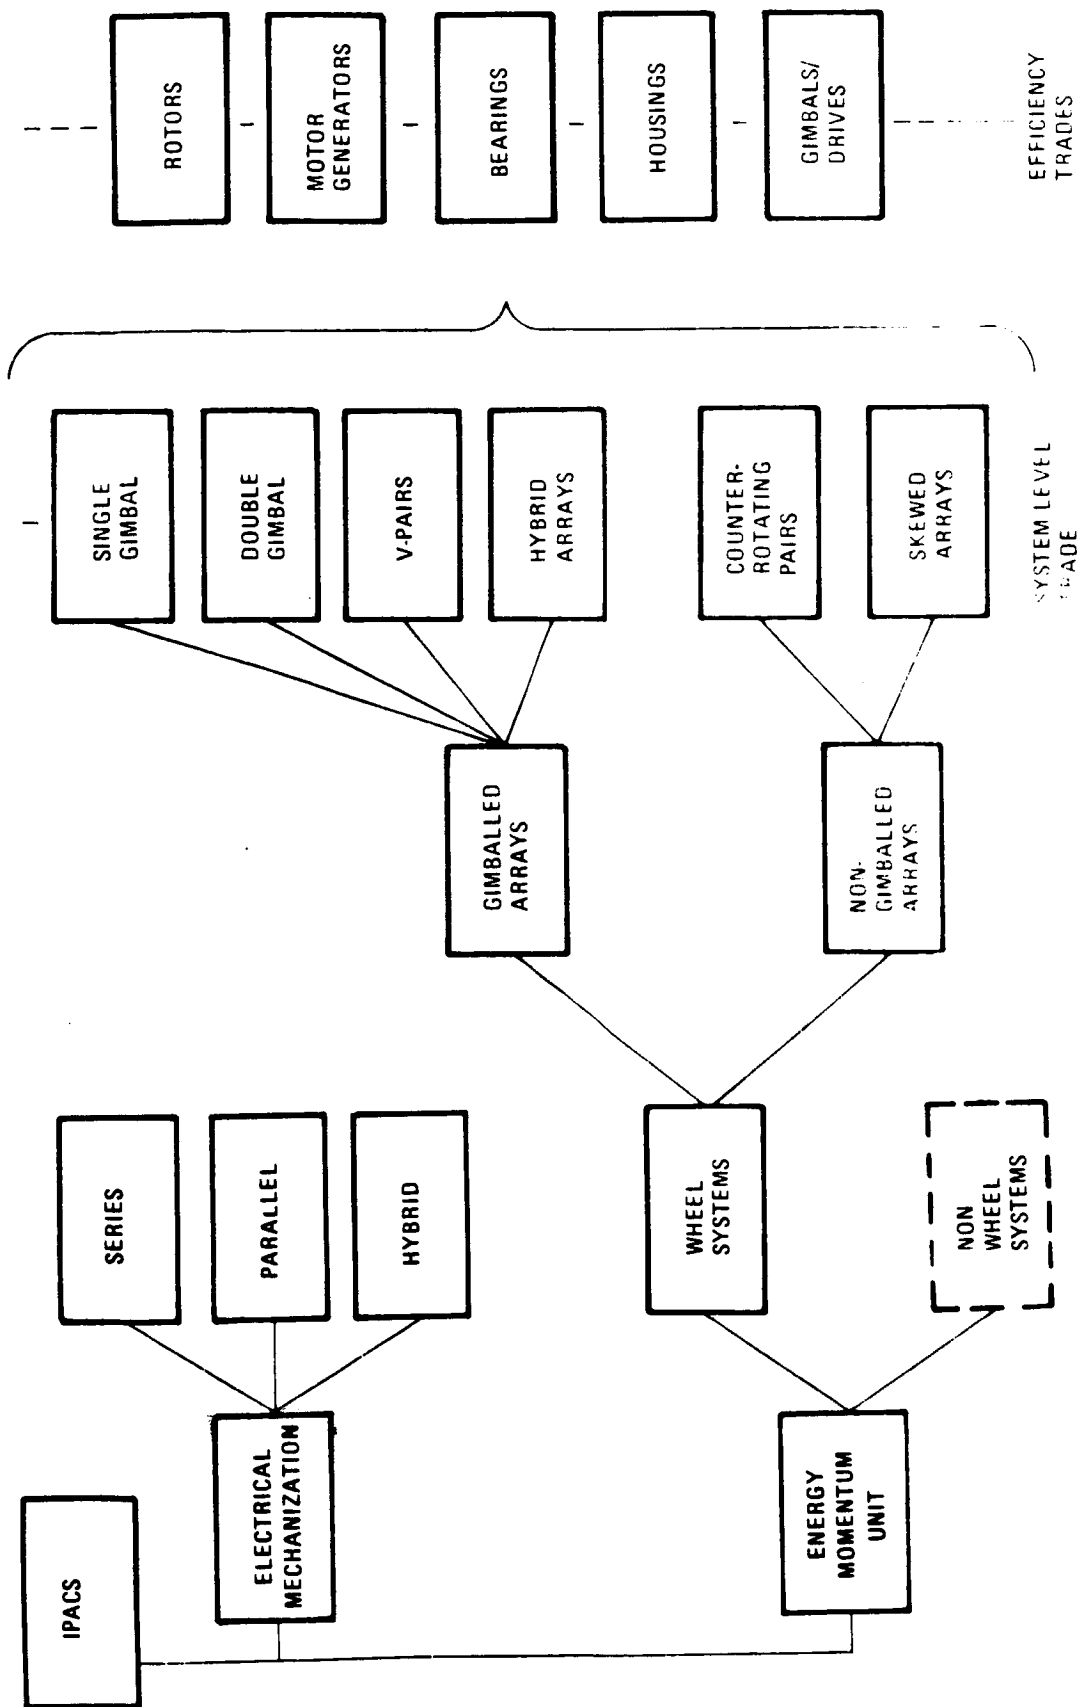 IPACS
ELECTRICAL
MECHANIZATION
ENERGY
MOMENTUM
UNIT
SERIES
PARALLEL
HYBRID
WHEEL
SYSTEMS
NON
WHEEL
SYSTEMS
GIMBALLED
ARRAYS
NON-
GIMBALLED
ARRAYS
SINGLE
GIMBAL
DOUBLE
GIMBAL
V-PAIRS
HYBRID
ARRAYS
COUNTER-
ROTATING
PAIRS
SKEWED
ARRAYS
SYSTEM LEVEL
TRADE
ROTORS
MOTOR
GENERATORS
BEARINGS
HOUSINGS
GIMBALS/
DRIVES
EFFICIENCY
TRADES